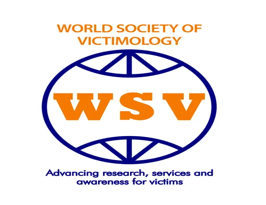 WORLD SOCIETY OF
VICTIMOLOGY
WSV
Advancing research, services and
awareness for victims